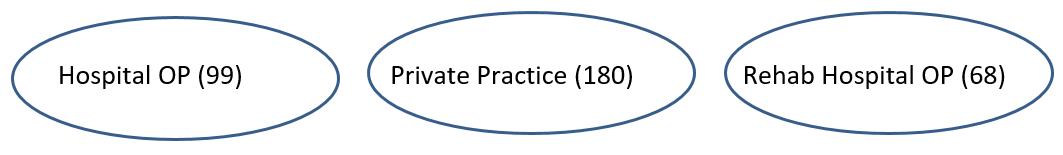 Hospital OP (99)
Private Practice (180)
Rehab Hospital OP (68)